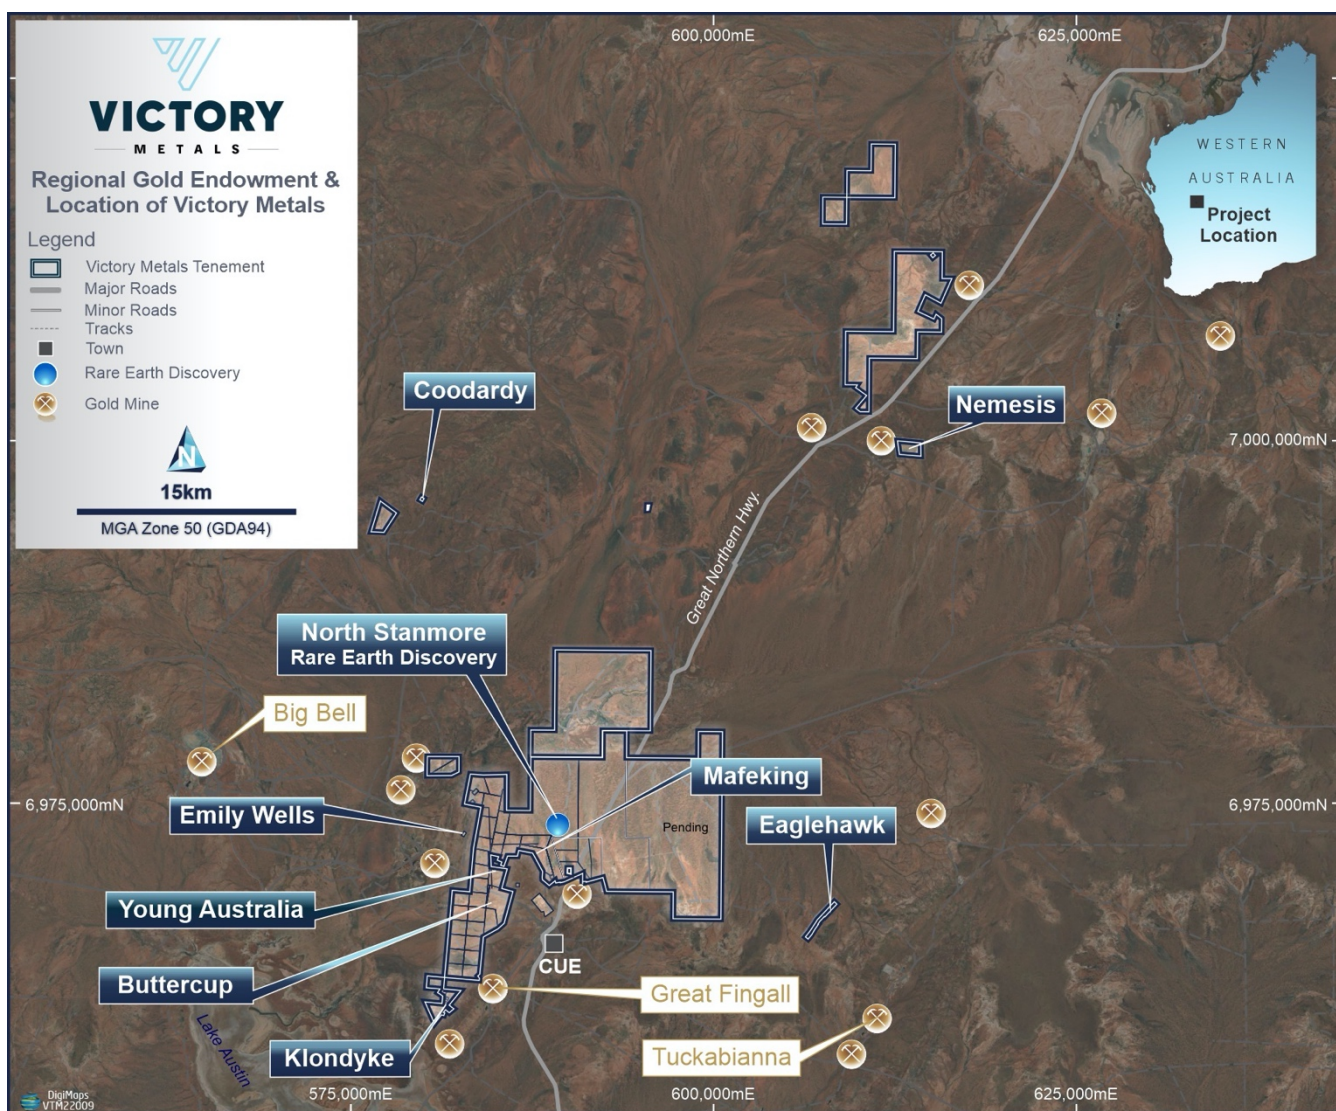 600,000mE
625,000mE
VICTORY
METALS
Regional Gold Endowment &
Location of Victory Metals
Legend
Victory Metals Tenement
Major Roads
Minor Roads
Tracks
Town
Rare Earth Discovery
Gold Mine
N
15km
MGA Zone 50 (GDA94)
WESTERN
AUSTRALIA
Project
Location
Coodardy
Nemesis
7,000,000mN
Great Northern Hwy.
North Stanmore
Rare Earth Discovery
Big Bell
Mafeking
6,975,000mN
6,975,000mN
Emily Wells
Pending
Eaglehawk
Young Australia
CUE
Buttercup
Great Fingall
Lake Austin
Klondyke
Tuckabianna
575,000mE
600,000mE
625,000mE
DigiMaps
VTM22009